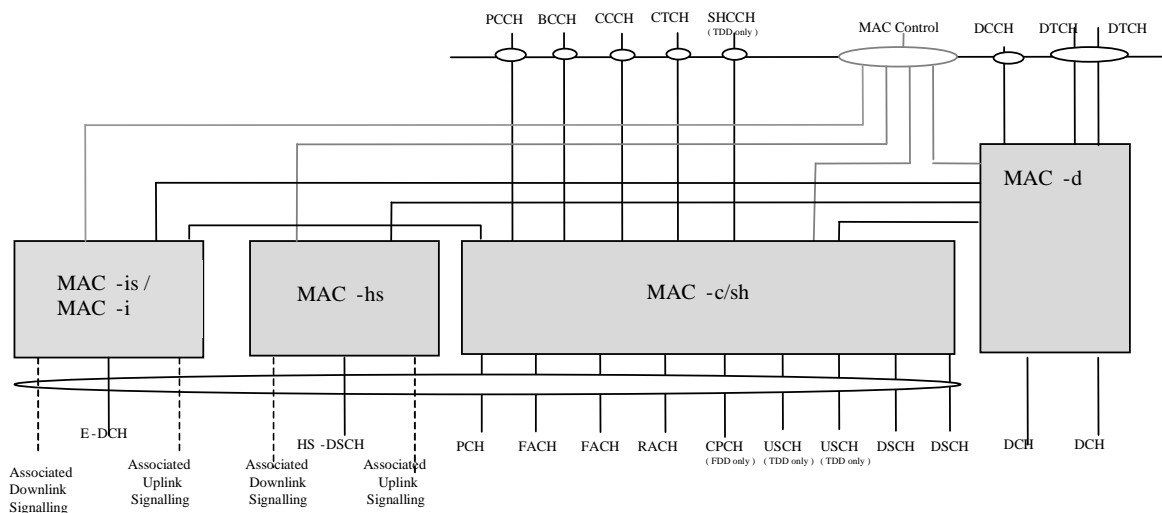 PCCH BCCH CCCH CTCH SHCCH MAC Control DCCH DTCH DTCH
( TDD only )
MAC -d
MAC -is /
MAC -i
MAC -hs
MAC -c/sh
E -DCH
HS -DSCH
PCH FACH FACH RACH CPCH USCH USCH DSCH DSCH DCH DCH
( FDD only ) ( TDD only ) ( TDD only )
Associated
Downlink
Signalling
Associated
Uplink
Signalling
Associated
Downlink
Signalling
Associated
Uplink
Signalling